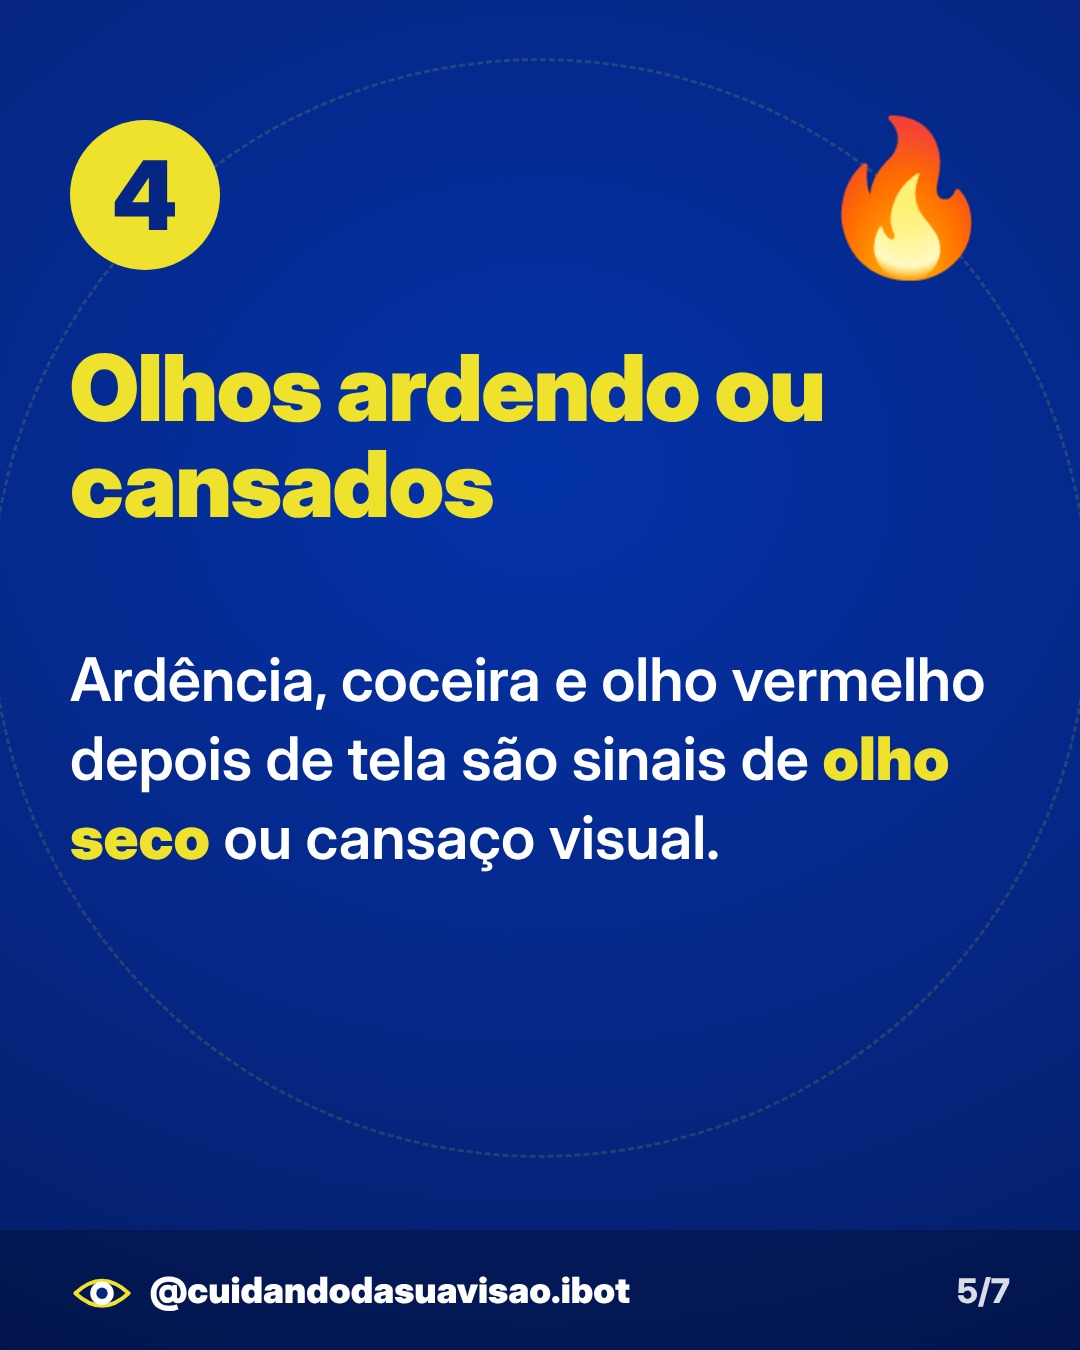 4
Olhos ardendo ou
cansados
Ardência, coceira e olho vermelho
depois de tela são sinais de olho
seco ou cansaço visual.
@cuidandodasuavisao.ibot
5/7